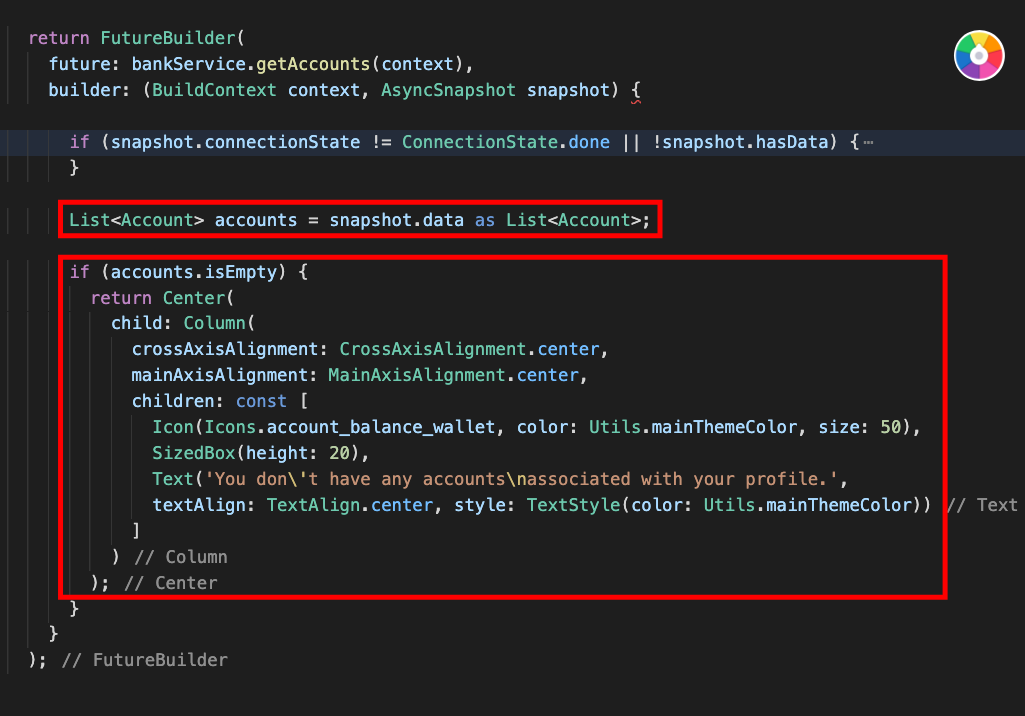 return FutureBuilder(
future: bankService.getAccounts(context),
builder: (BuildContext context, AsyncSnapshot snapshot) {
if (snapshot.connectionState != ConnectionState.done || !snapshot.hasData) {⋯
}
List<Account> accounts = snapshot.data as List<Account>;
if (accounts.isEmpty) {
return Center(
child: Column(
crossAxisAlignment: CrossAxisAlignment.center,
mainAxisAlignment: MainAxisAlignment.center,
children: const [
Icon(Icons.account_balance_wallet, color: Utils.mainThemeColor, size: 50),
SizedBox(height: 20),
Text('You don\'t have any accounts\nassociated with your profile.',
textAlign: TextAlign.center, style: TextStyle(color: Utils.mainThemeColor)) // Text
]
) // Column
); // Center
}
}
); // FutureBuilder